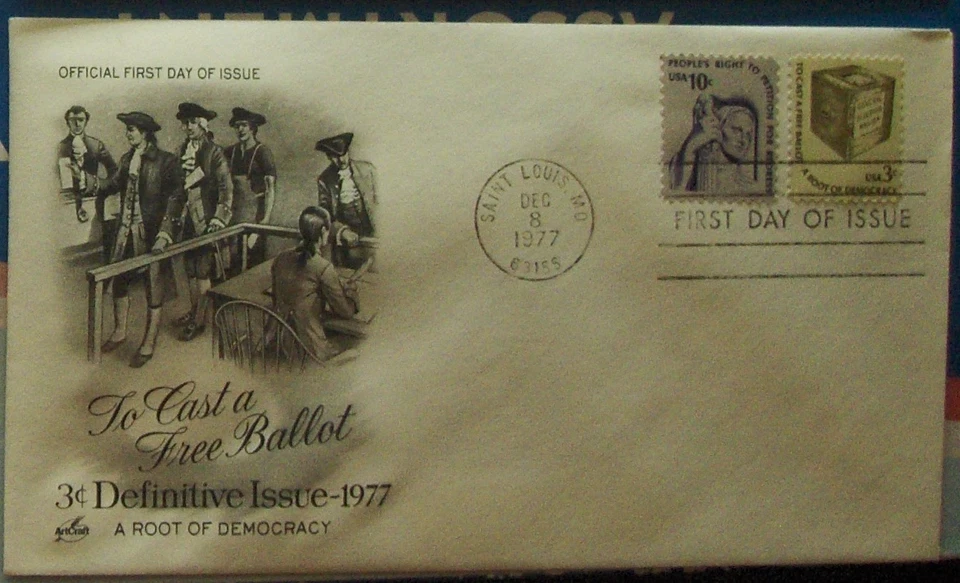 OFFICIAL FIRST DAY OF ISSUE
PEOPLE'S RIGHT TO PETITION FOR REDRESS
USA 10c
TO CAST A FREE BALLOT
A ROOT OF DEMOCRACY
USA 3c
SAINT LOUIS, MO
DEC
8
1977
63155
FIRST DAY OF ISSUE
To Cast a
Free Ballot
3¢ Definitive Issue-1977
ArtCraft
A ROOT OF DEMOCRACY